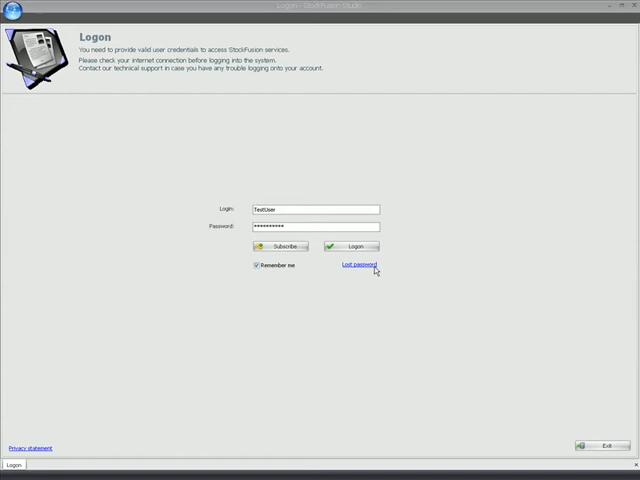 Logon - StockFusion Studio
Logon
You need to provide valid user credentials to access StockFusion services.
Please check your internet connection before logging into the system.
Contact our technical support in case you have any trouble logging onto your account.
Login:
TestUser
Password:
**********
Subscribe
Logon
Remember me
Lost password
Privacy statement
Exit
Logon